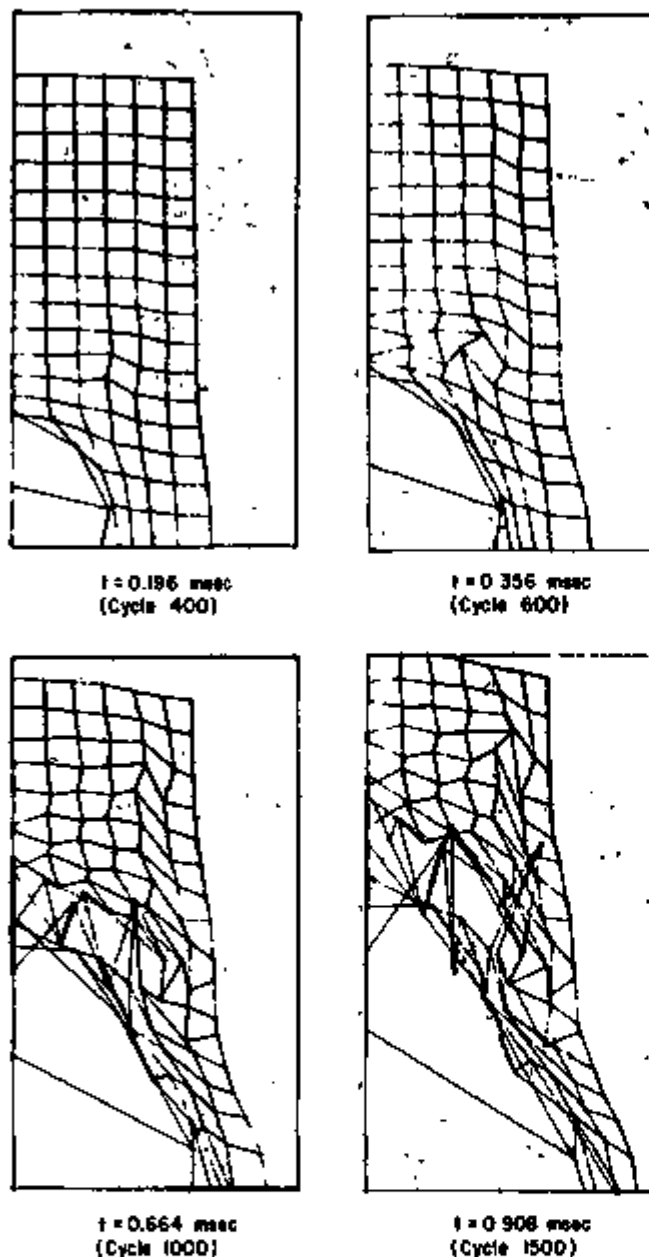 t = 0.196 msec
(Cycle 400)
t = 0.356 msec
(Cycle 600)
t = 0.664 msec
(Cycle 1000)
t = 0.908 msec
(Cycle 1500)